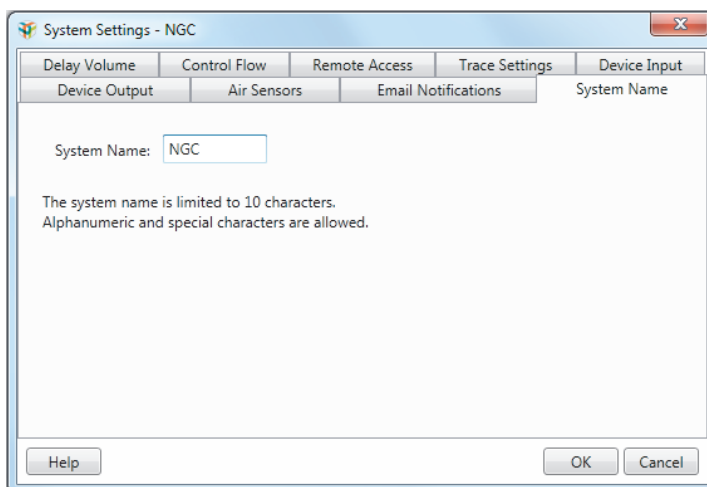 System Settings - NGC
Delay Volume Control Flow Remote Access Trace Settings Device Input
Device Output Air Sensors Email Notifications System Name
System Name: NGC
The system name is limited to 10 characters.
Alphanumeric and special characters are allowed.
Help OK Cancel